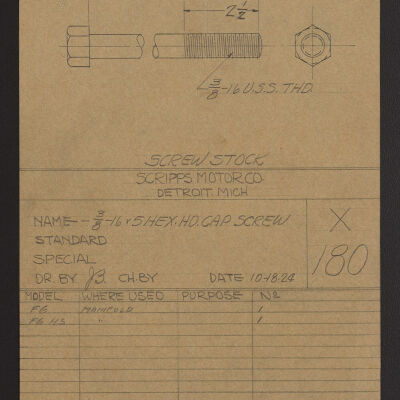 2 1/2
3/8-16 U.S.S. THD.
SCREW STOCK
SCRIPPS MOTOR CO.
DETROIT. MICH
NAME- 3/8-16 x 5 HEX. HD. CAP SCREW
X
180
STANDARD
SPECIAL
DR. BY CH. BY DATE 10-18-24
MODEL WHERE USED PURPOSE No
F6 MANIFOLD 1
F6 HS " 1